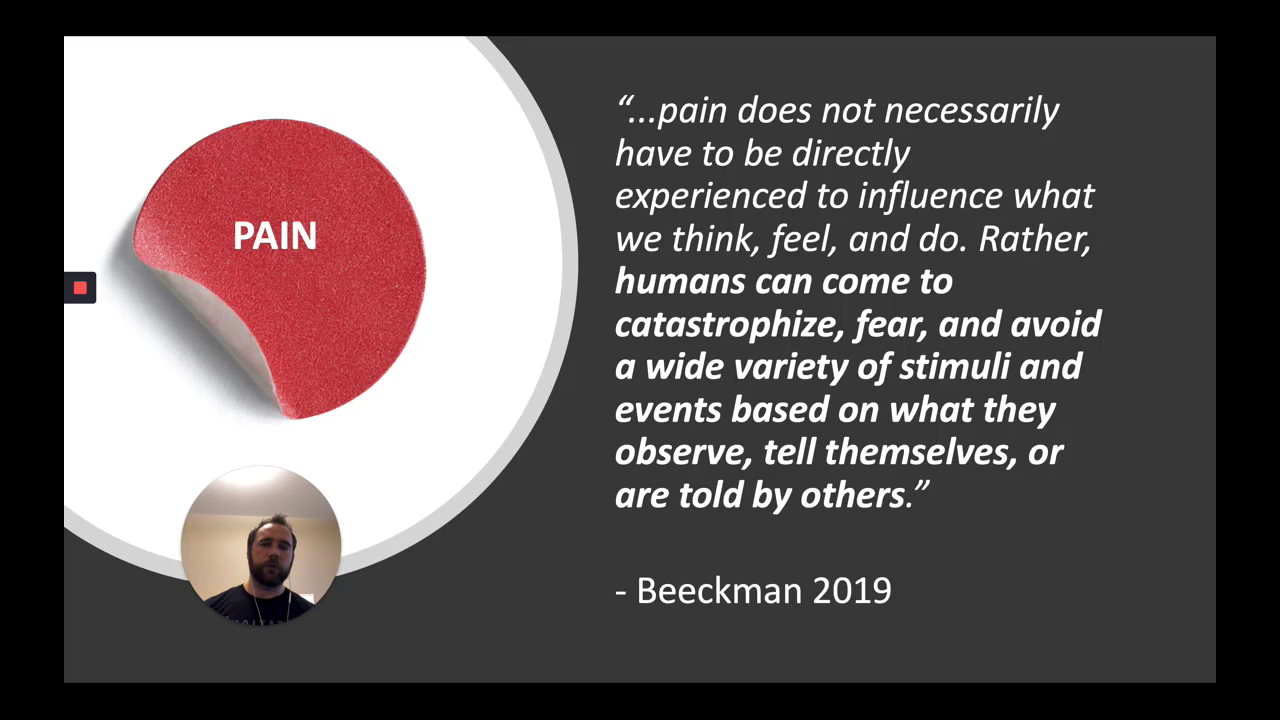 PAIN
“...pain does not necessarily
have to be directly
experienced to influence what
we think, feel, and do. Rather,
humans can come to
catastrophize, fear, and avoid
a wide variety of stimuli and
events based on what they
observe, tell themselves, or
are told by others.”
- Beeckman 2019